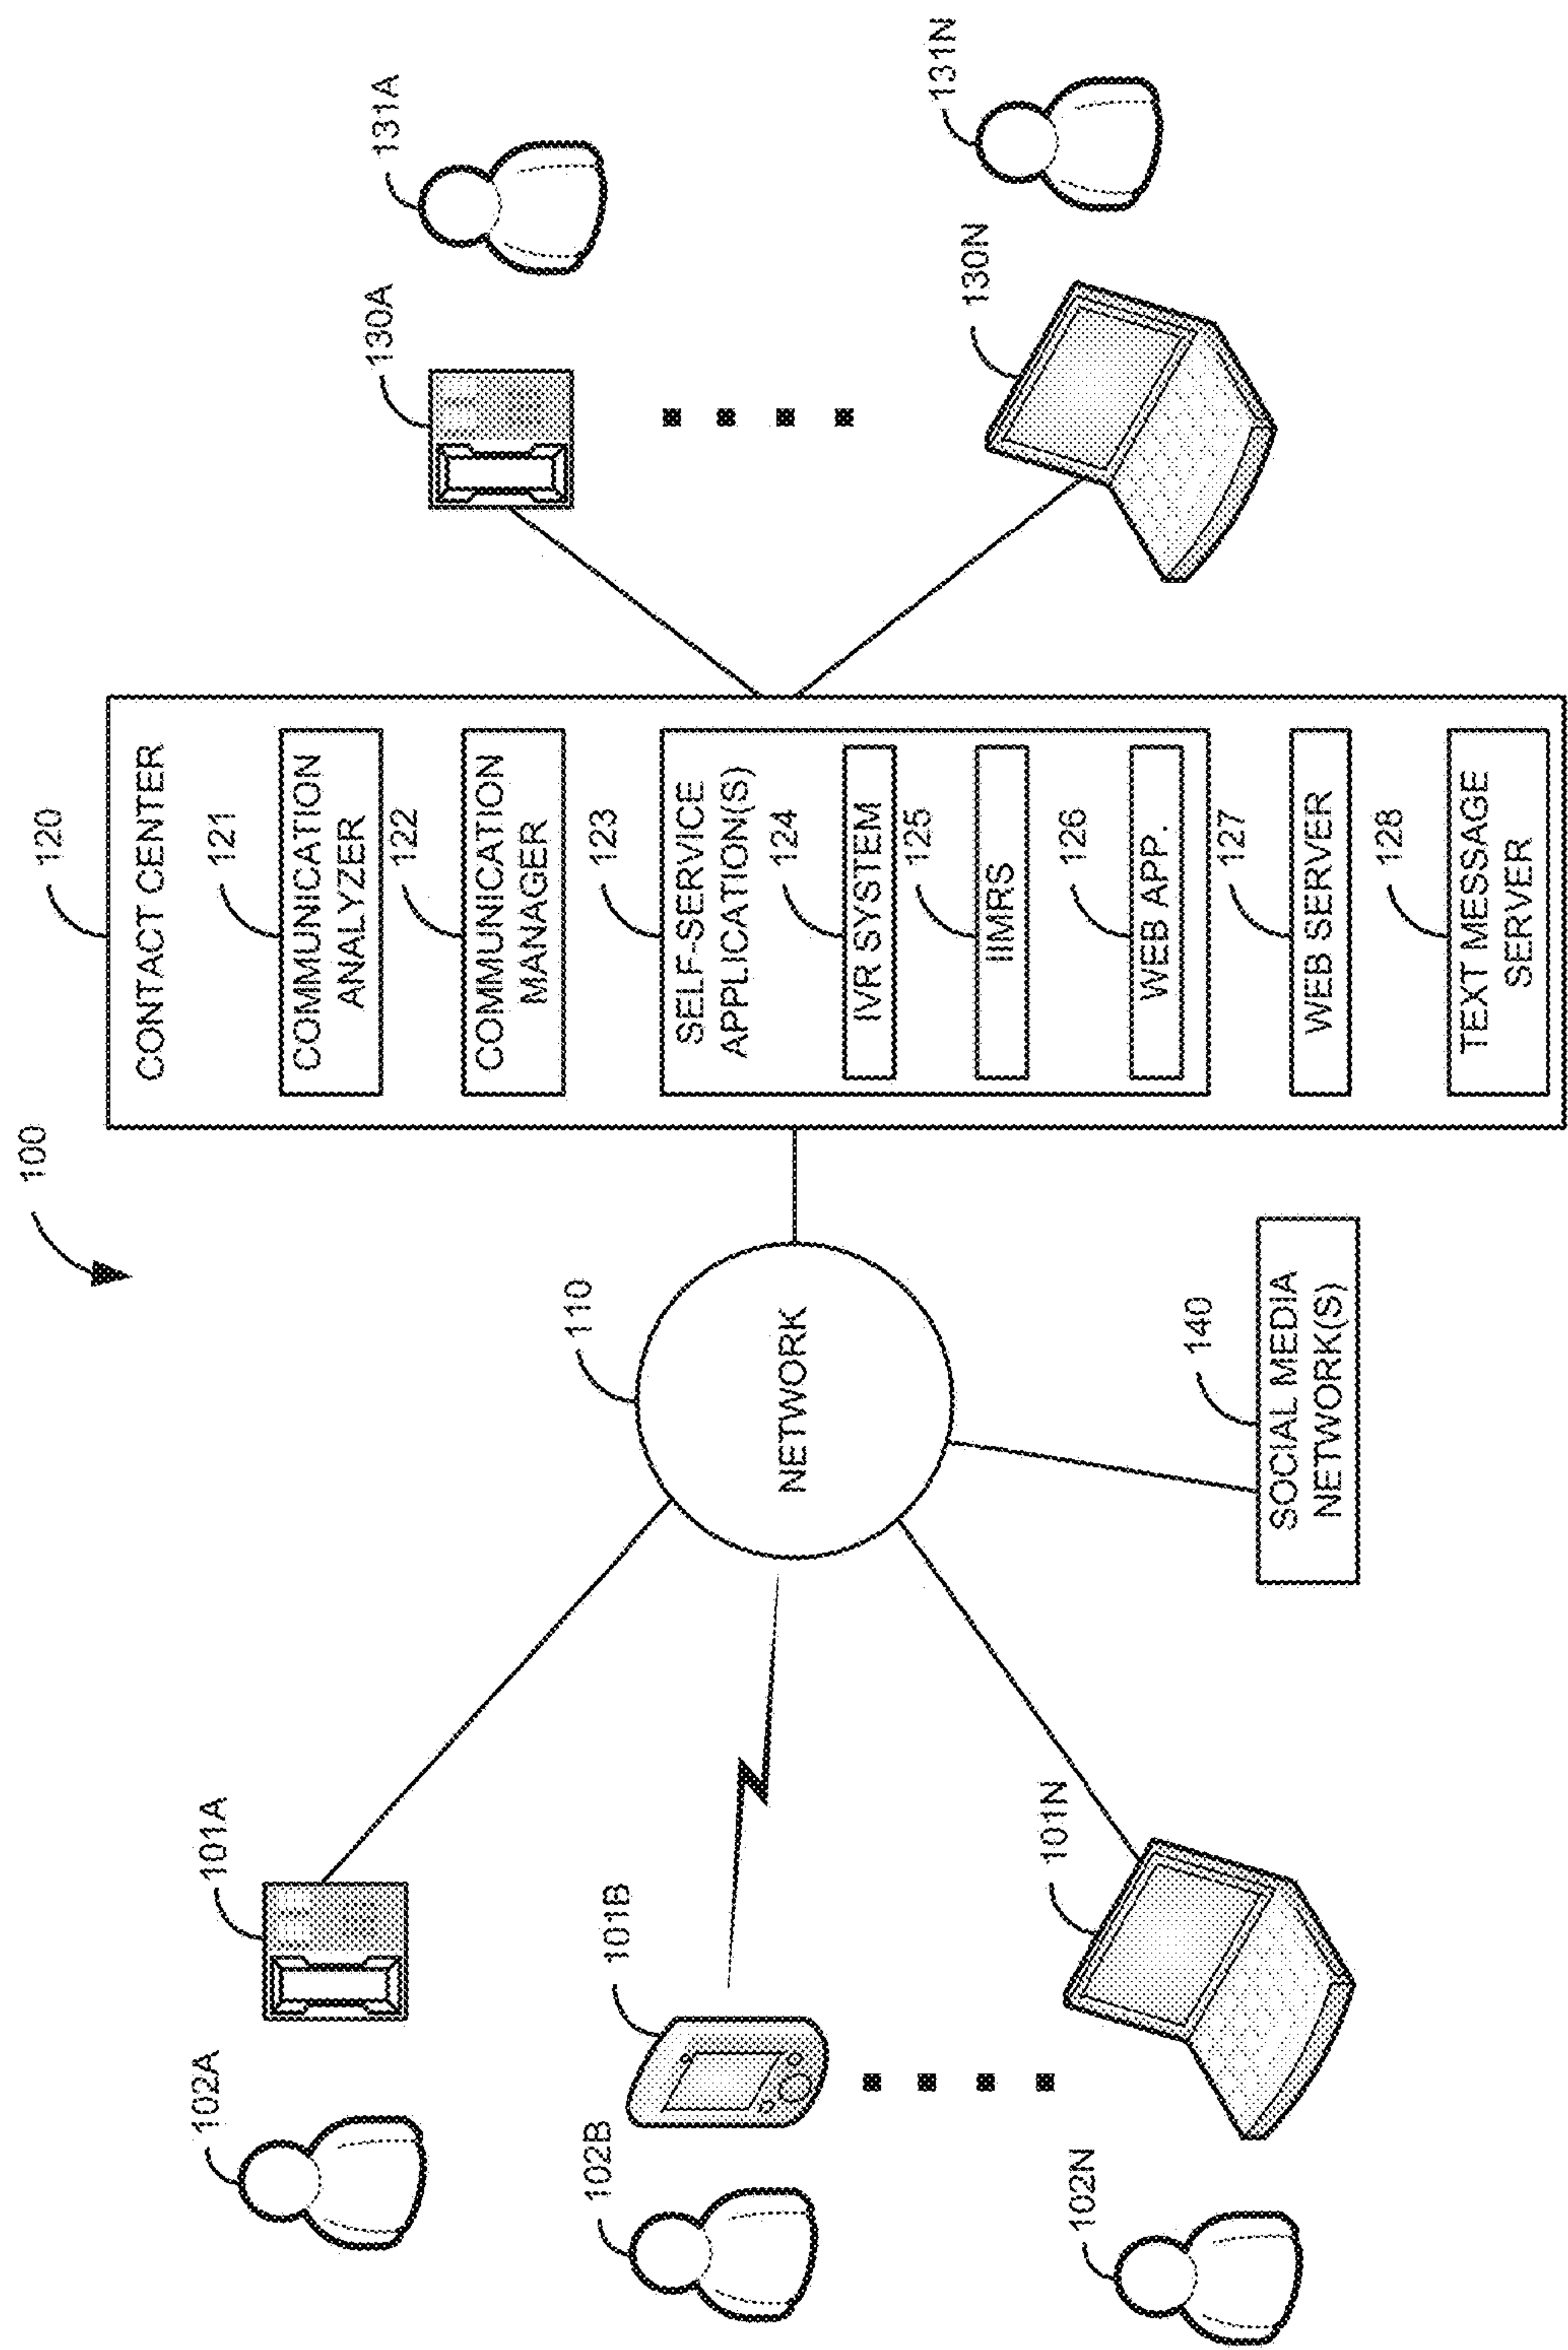 100
102A
101A
102B
101B
102N
101N
110
NETWORK
140
SOCIAL MEDIA
NETWORK(S)
120
CONTACT CENTER
121
COMMUNICATION
ANALYZER
122
COMMUNICATION
MANAGER
123
SELF-SERVICE
APPLICATION(S)
124
IVR SYSTEM
125
IIMRS
126
WEB APP.
127
WEB SERVER
128
TEXT MESSAGE
SERVER
130A
131A
130N
131N